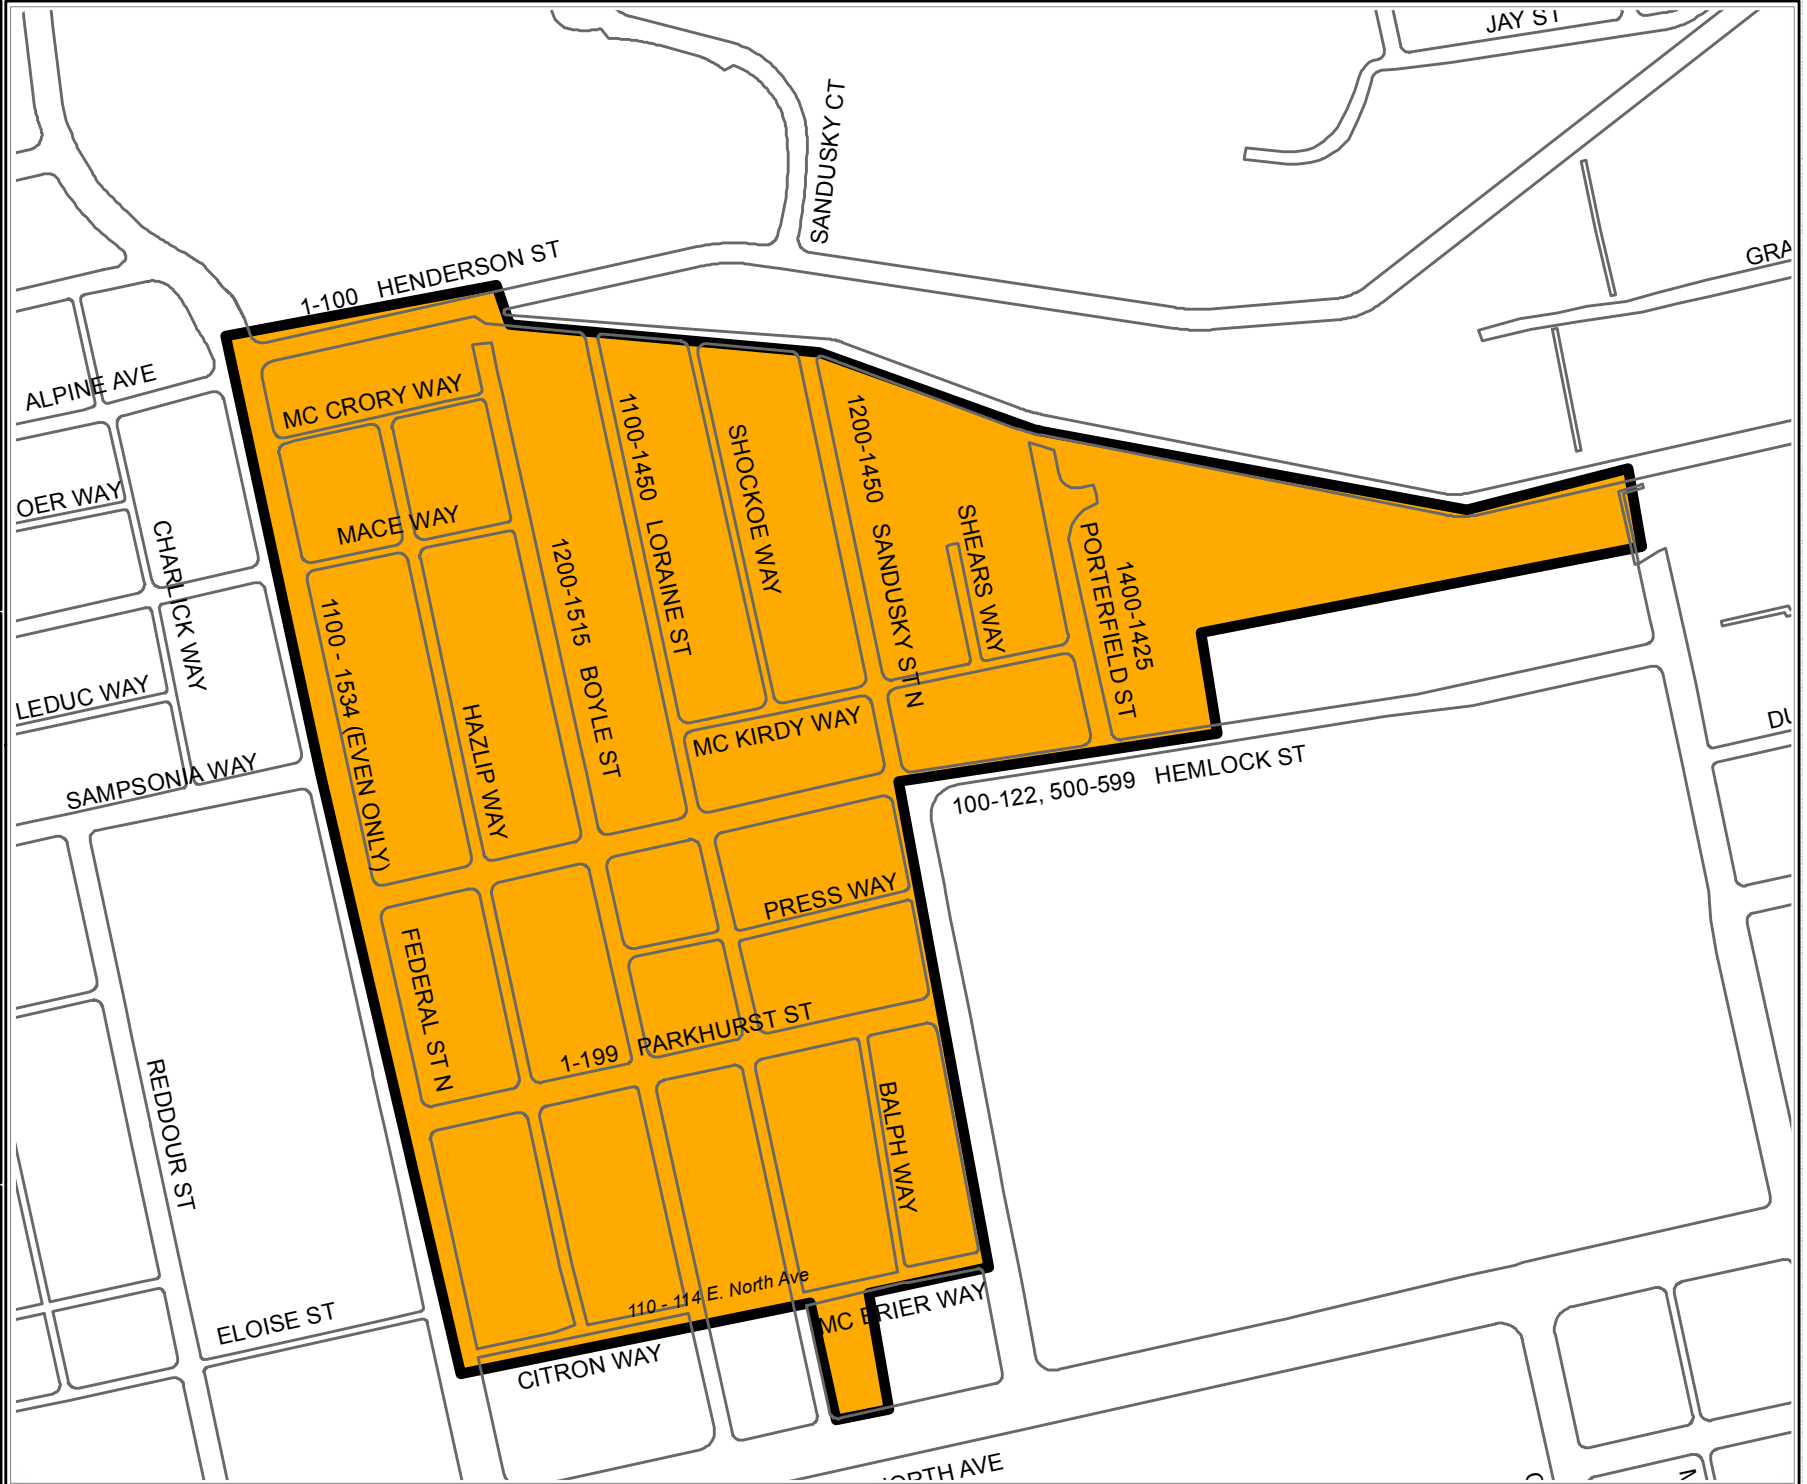 JAY ST
SANDUSKY CT
GRA
1-100 HENDERSON ST
ALPINE AVE
MC CRORY WAY
OER WAY
MACE WAY
CHARLICK WAY
1100-1450 LORAINE ST
SHOCKOE WAY
1200-1450 SANDUSKY ST N
SHEARS WAY
1400-1425
PORTERFIELD ST
1200-1515 BOYLE ST
1100 - 1534 (EVEN ONLY)
HAZLIP WAY
LEDUC WAY
MC KIRDY WAY
DU
SAMPSONIA WAY
100-122, 500-599 HEMLOCK ST
PRESS WAY
FEDERAL ST N
1-199 PARKHURST ST
REDDOUR ST
BALPH WAY
110 - 114 E. North Ave
MC BRIER WAY
ELOISE ST
CITRON WAY
ORTH AVE